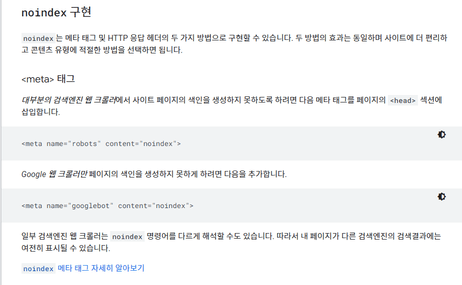 noindex 구현
noindex 는 메타 태그 및 HTTP 응답 헤더의 두 가지 방법으로 구현할 수 있습니다. 두 방법의 효과는 동일하며 사이트에 더 편리하
고 콘텐츠 유형에 적절한 방법을 선택하면 됩니다.
<meta> 태그
대부분의 검색엔진 웹 크롤러에서 사이트 페이지의 색인을 생성하지 못하도록 하려면 다음 메타 태그를 페이지의 <head> 섹션에
삽입합니다.
<meta name="robots" content="noindex">
Google 웹 크롤러만 페이지의 색인을 생성하지 못하게 하려면 다음을 추가합니다.
<meta name="googlebot" content="noindex">
일부 검색엔진 웹 크롤러는 noindex 명령어를 다르게 해석할 수도 있습니다. 따라서 내 페이지가 다른 검색엔진의 검색결과에는
여전히 표시될 수 있습니다.
noindex 메타 태그 자세히 알아보기